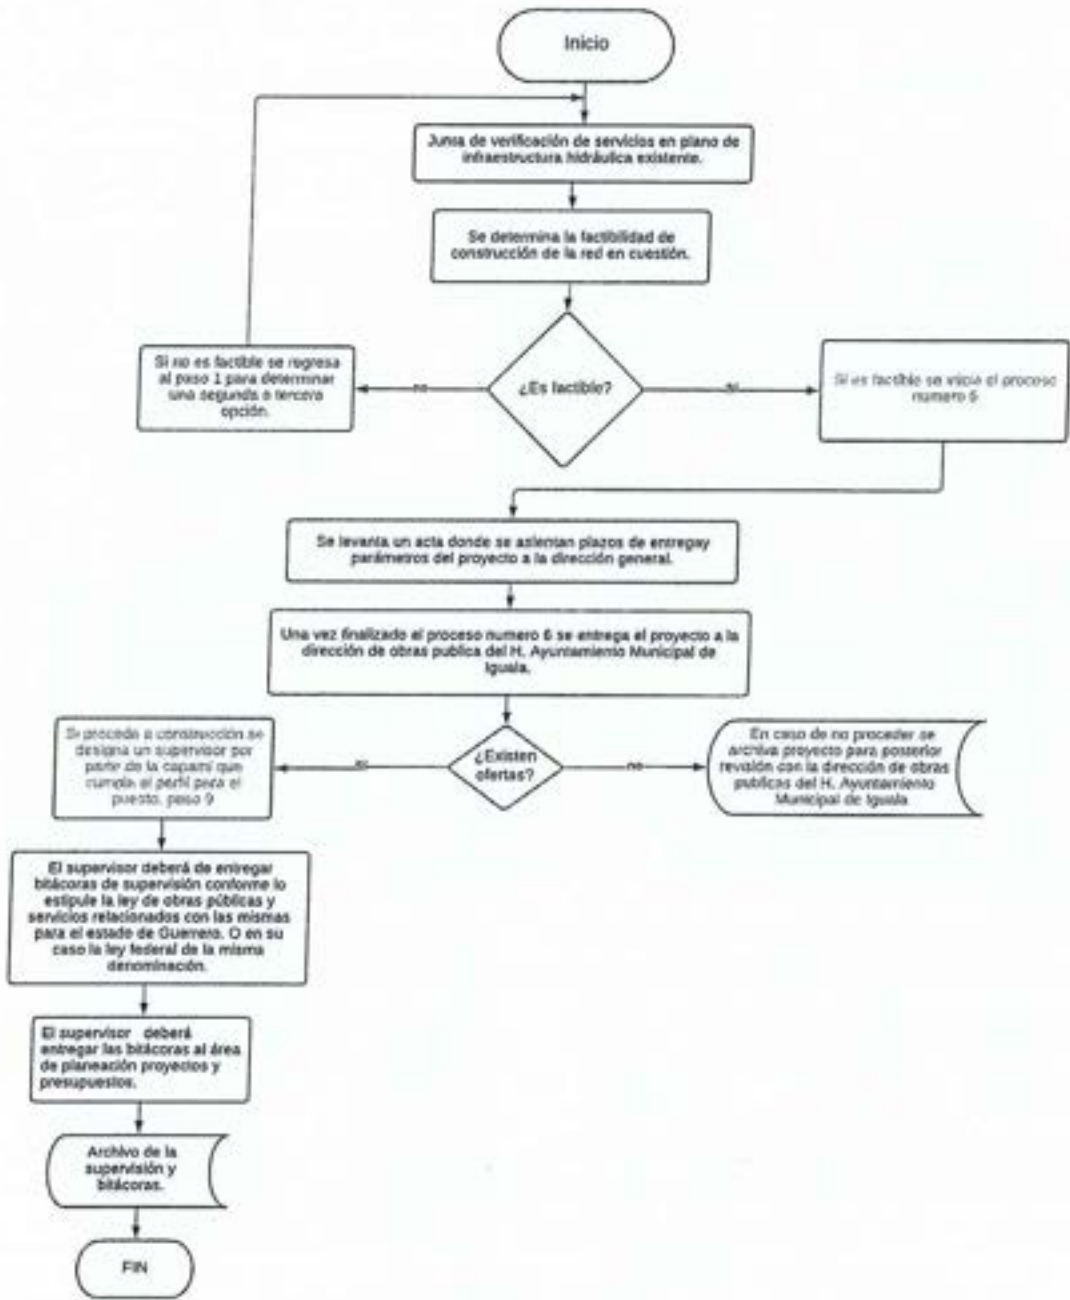 Inicio
Junta de verificación de servicios en plano de
infraestructura hidráulica existente.
Se determina la factibilidad de
construcción de la red en cuestión.
¿Es factible?
no
si
Si no es factible se regresa
al paso 1 para determinar
una segunda o tercera
opción.
Si es factible se inicia el proceso
numero 6
Se levanta un acta donde se asientan plazos de entregay
parámetros del proyecto a la dirección general.
Una vez finalizado el proceso numero 6 se entrega el proyecto a la
dirección de obras publica del H. Ayuntamiento Municipal de
Iguala.
¿Existen
ofertas?
si
no
Si procede a construcción se
designa un supervisor por
parte de la capami que
cumpla el perfil para el
puesto, paso 9
En caso de no proceder se
archiva proyecto para posterior
revisión con la dirección de obras
publicas del H. Ayuntamiento
Municipal de Iguala
El supervisor deberá de entregar
bitácoras de supervisión conforme lo
estipule la ley de obras públicas y
servicios relacionados con las mismas
para el estado de Guerrero. O en su
caso la ley federal de la misma
denominación.
El supervisor deberá
entregar las bitácoras al área
de planeación proyectos y
presupuestos.
Archivo de la
supervisión y
bitácoras.
FIN